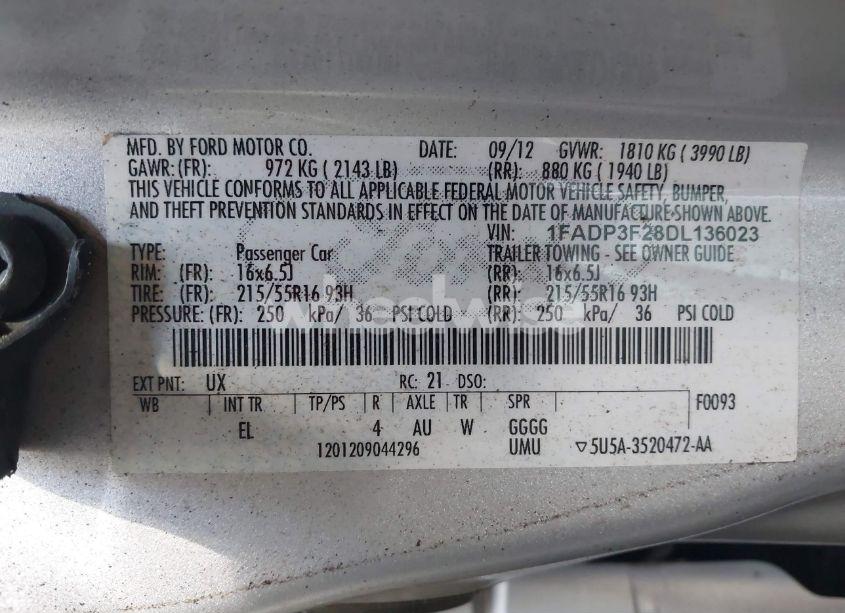 MFD. BY FORD MOTOR CO. DATE: 09/12 GVWR: 1810 KG ( 3990 LB)
GAWR: (FR): 972 KG ( 2143 LB) (RR): 880 KG ( 1940 LB)
THIS VEHICLE CONFORMS TO ALL APPLICABLE FEDERAL MOTOR VEHICLE SAFETY, BUMPER,
AND THEFT PREVENTION STANDARDS IN EFFECT ON THE DATE OF MANUFACTURE SHOWN ABOVE.
VIN: 1FADP3F28DL136023
TYPE: Passenger Car TRAILER TOWING - SEE OWNER GUIDE
RIM: (FR): 16x6.5J (RR): 16x6.5J
TIRE: (FR): 215/55R16 93H (RR): 215/55R16 93H
PRESSURE: (FR): 250 kPa/ 36 PSI COLD (RR): 250 kPa/ 36 PSI COLD
wheelwise
EXT PNT: UX RC: 21 DSO:
WB INT TR TP/PS R AXLE TR SPR F0093
EL 4 AU W GGGG
1201209044296 UMU ▽5U5A-3520472-AA